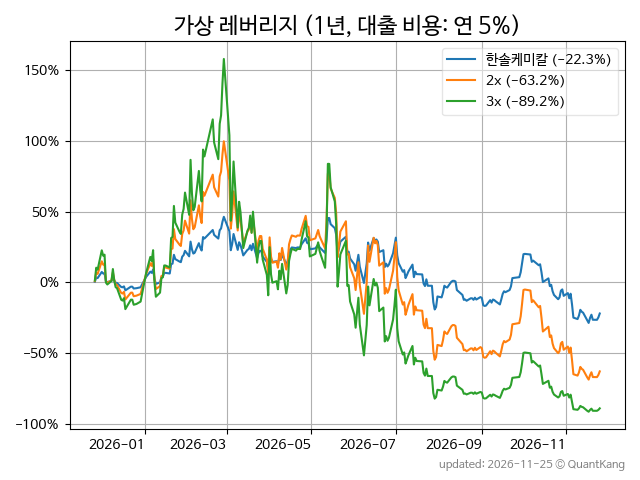 가상 레버리지 (1년, 대출 비용: 연 5%)
한솔케미칼 (-22.3%)
2x (-63.2%)
3x (-89.2%)
150%
100%
50%
0%
−50%
−100%
2026-01
2026-03
2026-05
2026-07
2026-09
2026-11
updated: 2026-11-25 © QuantKang